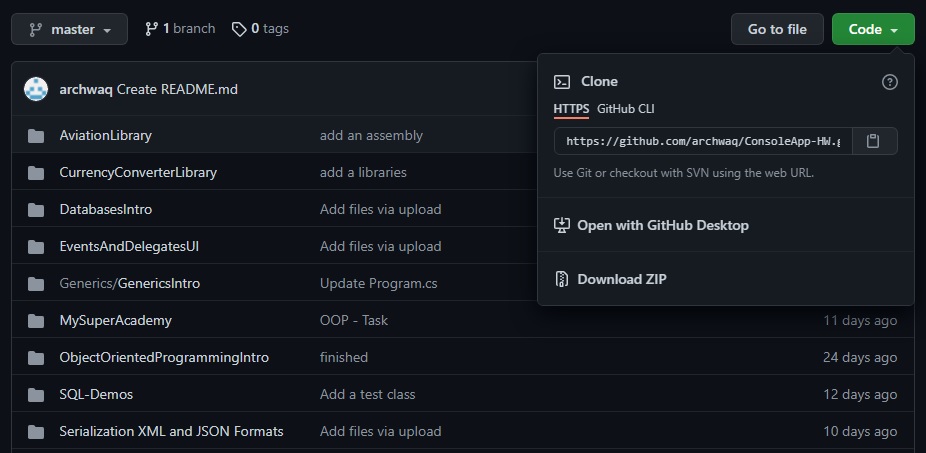 master 1 branch 0 tags Go to file Code
archwaq Create README.md
Clone
HTTPS GitHub CLI
https://github.com/archwaq/ConsoleApp-HW.g
Use Git or checkout with SVN using the web URL.
Open with GitHub Desktop
Download ZIP
AviationLibrary add an assembly
CurrencyConverterLibrary add a libraries
DatabasesIntro Add files via upload
EventsAndDelegatesUI Add files via upload
Generics/GenericsIntro Update Program.cs
MySuperAcademy OOP - Task 11 days ago
ObjectOrientedProgrammingIntro finished 24 days ago
SQL-Demos Add a test class 12 days ago
Serialization XML and JSON Formats Add files via upload 10 days ago